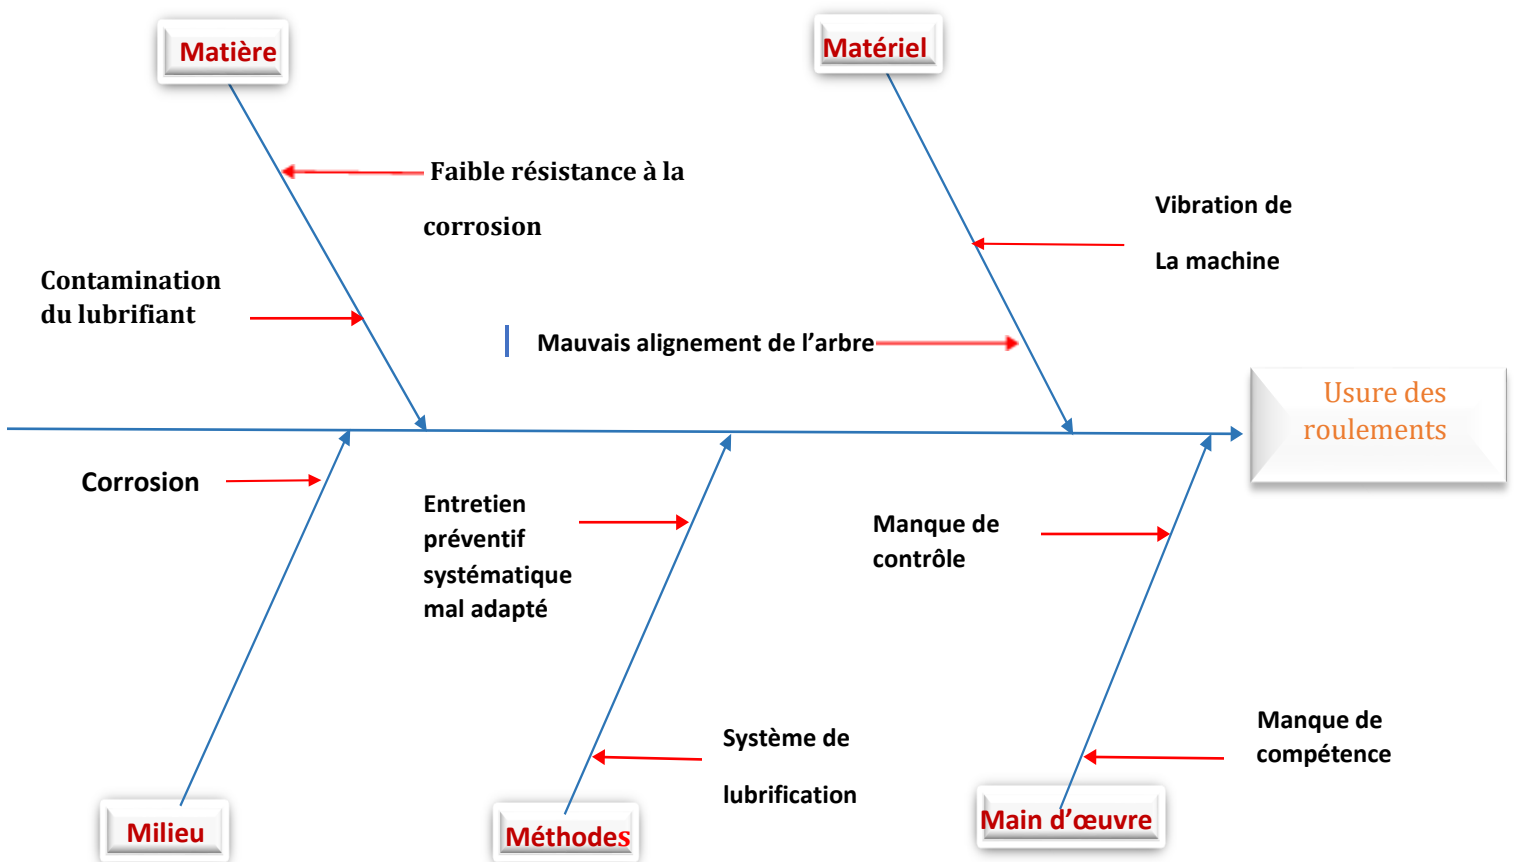 Matière
Matériel
Faible résistance à la
corrosion
Vibration de
La machine
Contamination
du lubrifiant
Mauvais alignement de l’arbre
Usure des
roulements
Corrosion
Entretien
préventif
systématique
mal adapté
Manque de
contrôle
Système de
lubrification
Manque de
compétence
Milieu
Méthodes
Main d’œuvre